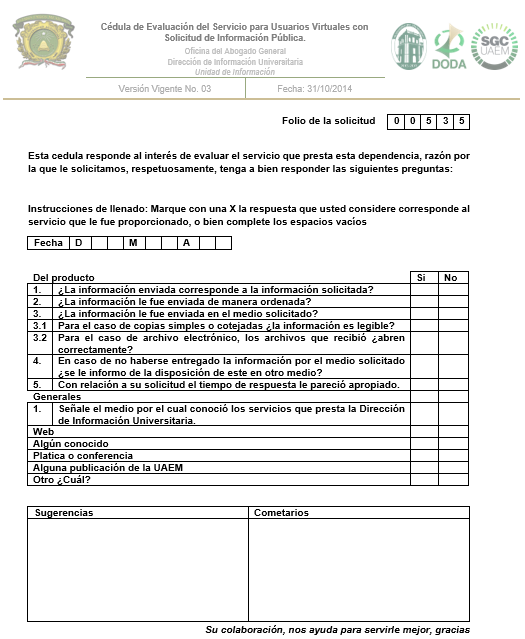 Cédula de Evaluación del Servicio para Usuarios Virtuales con
Solicitud de Información Pública.
Oficina del Abogado General
Dirección de Información Universitaria
Unidad de Información
DODA
SGC
UAEM
Versión Vigente No. 03 Fecha: 31/10/2014
Folio de la solicitud 0 0 5 3 5
Esta cedula responde al interés de evaluar el servicio que presta esta dependencia, razón por
la que le solicitamos, respetuosamente, tenga a bien responder las siguientes preguntas:
Instrucciones de llenado: Marque con una X la respuesta que usted considere corresponde al
servicio que le fue proporcionado, o bien complete los espacios vacíos
Fecha D M A
Del producto Si No
1. ¿La información enviada corresponde a la información solicitada?
2. ¿La información le fue enviada de manera ordenada?
3. ¿La información le fue enviada en el medio solicitado?
3.1 Para el caso de copias simples o cotejadas ¿la información es legible?
3.2 Para el caso de archivo electrónico, los archivos que recibió ¿abren
correctamente?
4. En caso de no haberse entregado la información por el medio solicitado
¿se le informo de la disposición de este en otro medio?
5. Con relación a su solicitud el tiempo de respuesta le pareció apropiado.
Generales
1. Señale el medio por el cual conoció los servicios que presta la Dirección
de Información Universitaria.
Web
Algún conocido
Platica o conferencia
Alguna publicación de la UAEM
Otro ¿Cuál?
Sugerencias Cometarios
Su colaboración, nos ayuda para servirle mejor, gracias